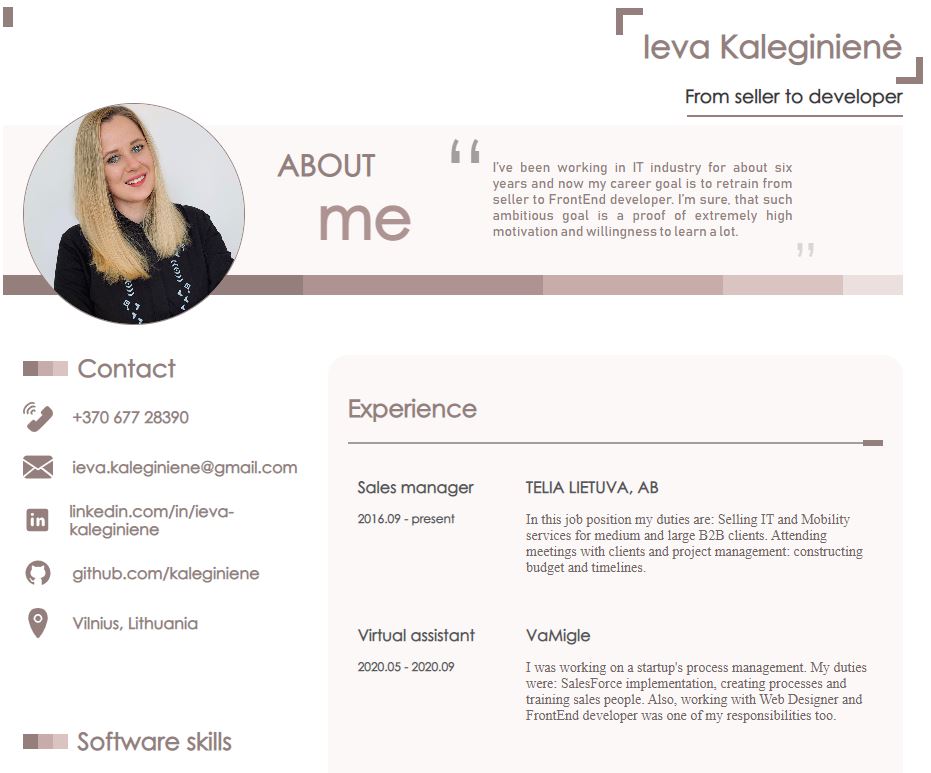 Ieva Kaleginienė
From seller to developer
ABOUT
me
“
I’ve been working in IT industry for about six
years and now my career goal is to retrain from
seller to FrontEnd developer. I’m sure, that such
ambitious goal is a proof of extremely high
motivation and willingness to learn a lot.
”
Contact
+370 677 28390
ieva.kaleginiene@gmail.com
linkedin.com/in/ieva-
kaleginiene
github.com/kaleginiene
Vilnius, Lithuania
Software skills
Experience
Sales manager
2016.09 - present
TELIA LIETUVA, AB
In this job position my duties are: Selling IT and Mobility
services for medium and large B2B clients. Attending
meetings with clients and project management: constructing
budget and timelines.
Virtual assistant
2020.05 - 2020.09
VaMigle
I was working on a startup's process management. My duties
were: SalesForce implementation, creating processes and
training sales people. Also, working with Web Designer and
FrontEnd developer was one of my responsibilities too.